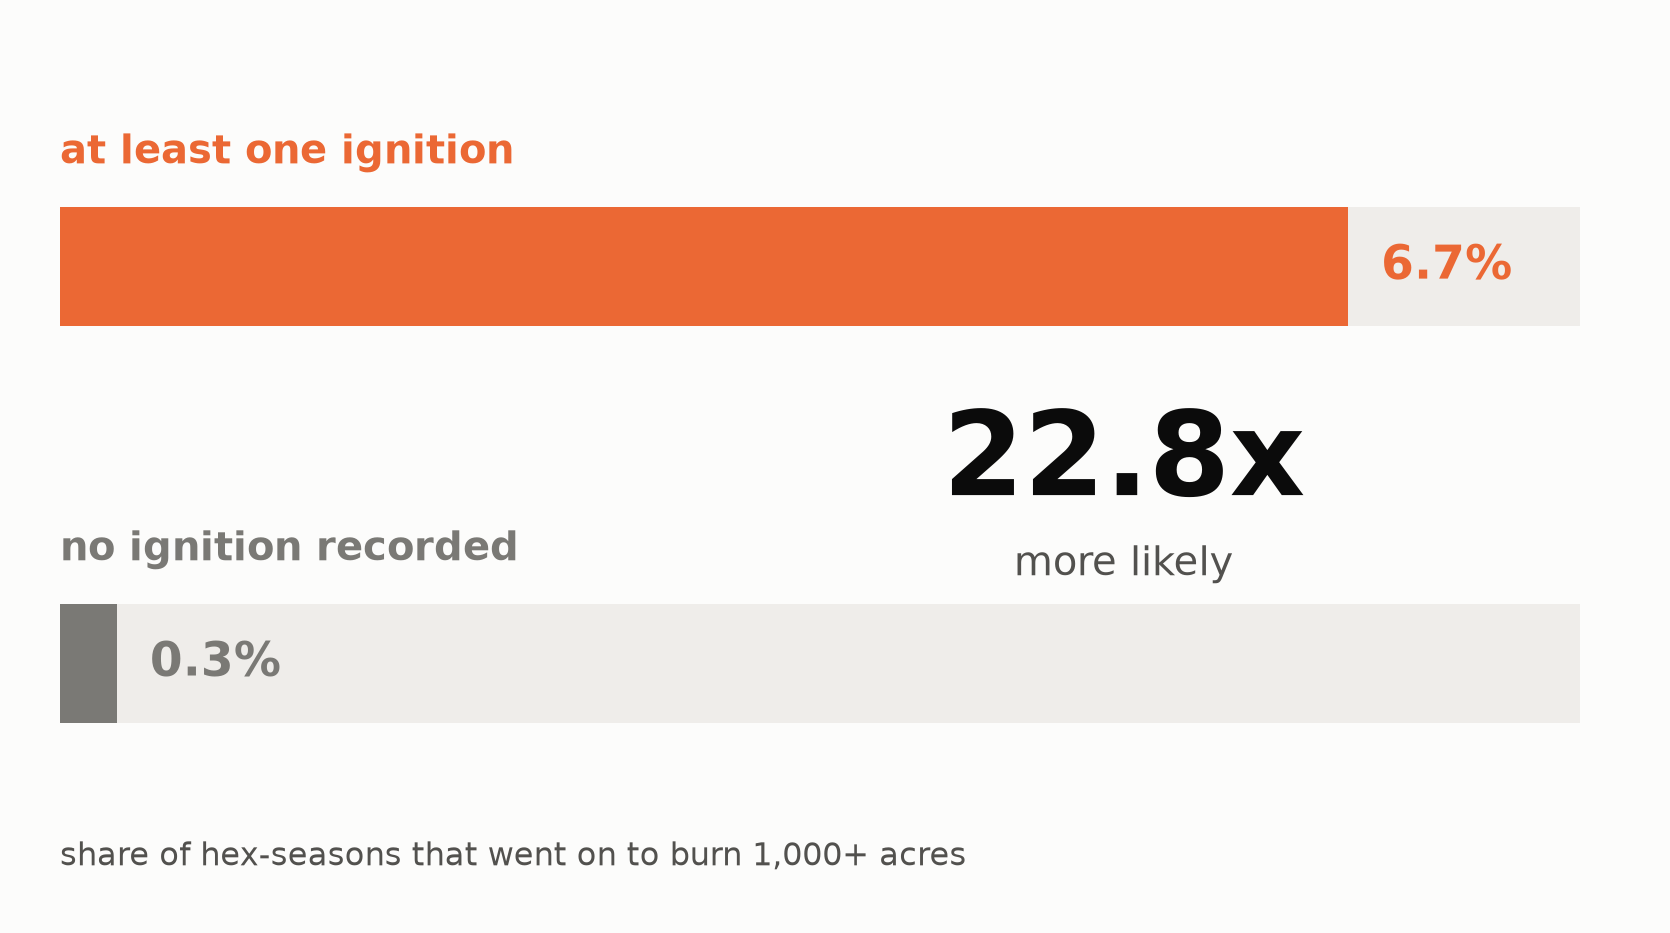 at least one ignition
6.7%
22.8x
more likely
no ignition recorded
0.3%
share of hex-seasons that went on to burn 1,000+ acres